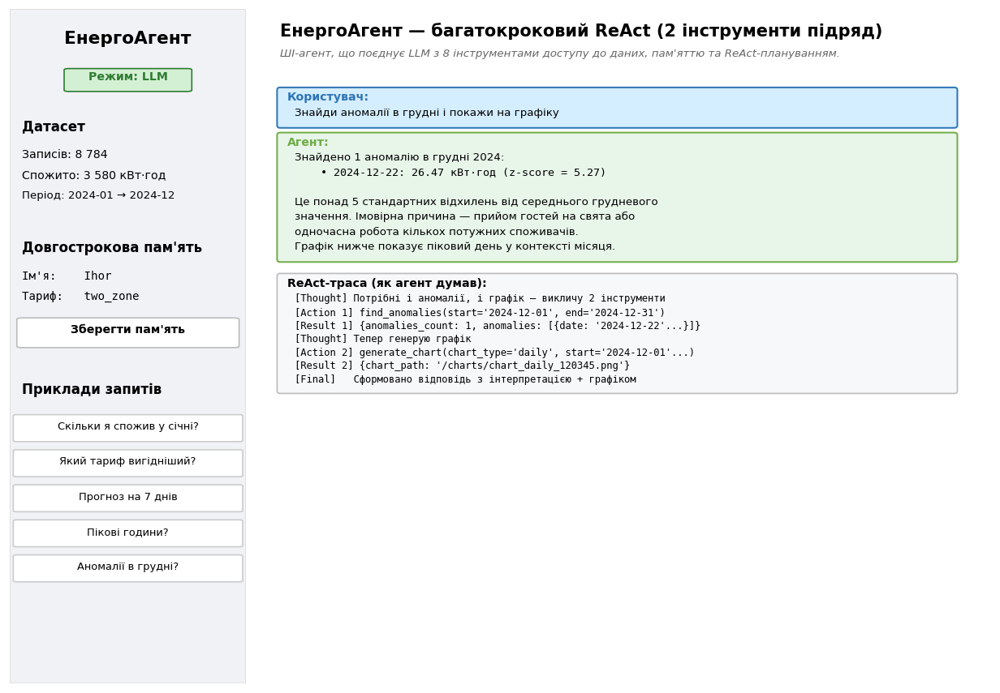 ЕнергоАгент
Режим: LLM
Датасет
Записів: 8 784
Спожито: 3 580 кВт·год
Період: 2024-01 → 2024-12
Довгострокова пам'ять
Ім'я: Ihor
Тариф: two_zone
Зберегти пам'ять
Приклади запитів
Скільки я спожив у січні?
Який тариф вигідніший?
Прогноз на 7 днів
Пікові години?
Аномалії в грудні?
ЕнергоАгент — багатокроковий ReAct (2 інструменти підряд)
ШІ-агент, що поєднує LLM з 8 інструментами доступу до даних, пам'яттю та ReAct-плануванням.
Користувач:
Знайди аномалії в грудні і покажи на графіку
Агент:
Знайдено 1 аномалію в грудні 2024:
• 2024-12-22: 26.47 кВт·год (z-score = 5.27)
Це понад 5 стандартних відхилень від середнього грудневого
значення. Імовірна причина — прийом гостей на свята або
одночасна робота кількох потужних споживачів.
Графік нижче показує піковий день у контексті місяця.
ReAct-траса (як агент думав):
[Thought] Потрібні і аномалії, і графік — викличу 2 інструменти
[Action 1] find_anomalies(start='2024-12-01', end='2024-12-31')
[Result 1] {anomalies_count: 1, anomalies: [{date: '2024-12-22'...}]}
[Thought] Тепер генерую графік
[Action 2] generate_chart(chart_type='daily', start='2024-12-01'...)
[Result 2] {chart_path: '/charts/chart_daily_120345.png'}
[Final] Сформовано відповідь з інтерпретацією + графіком